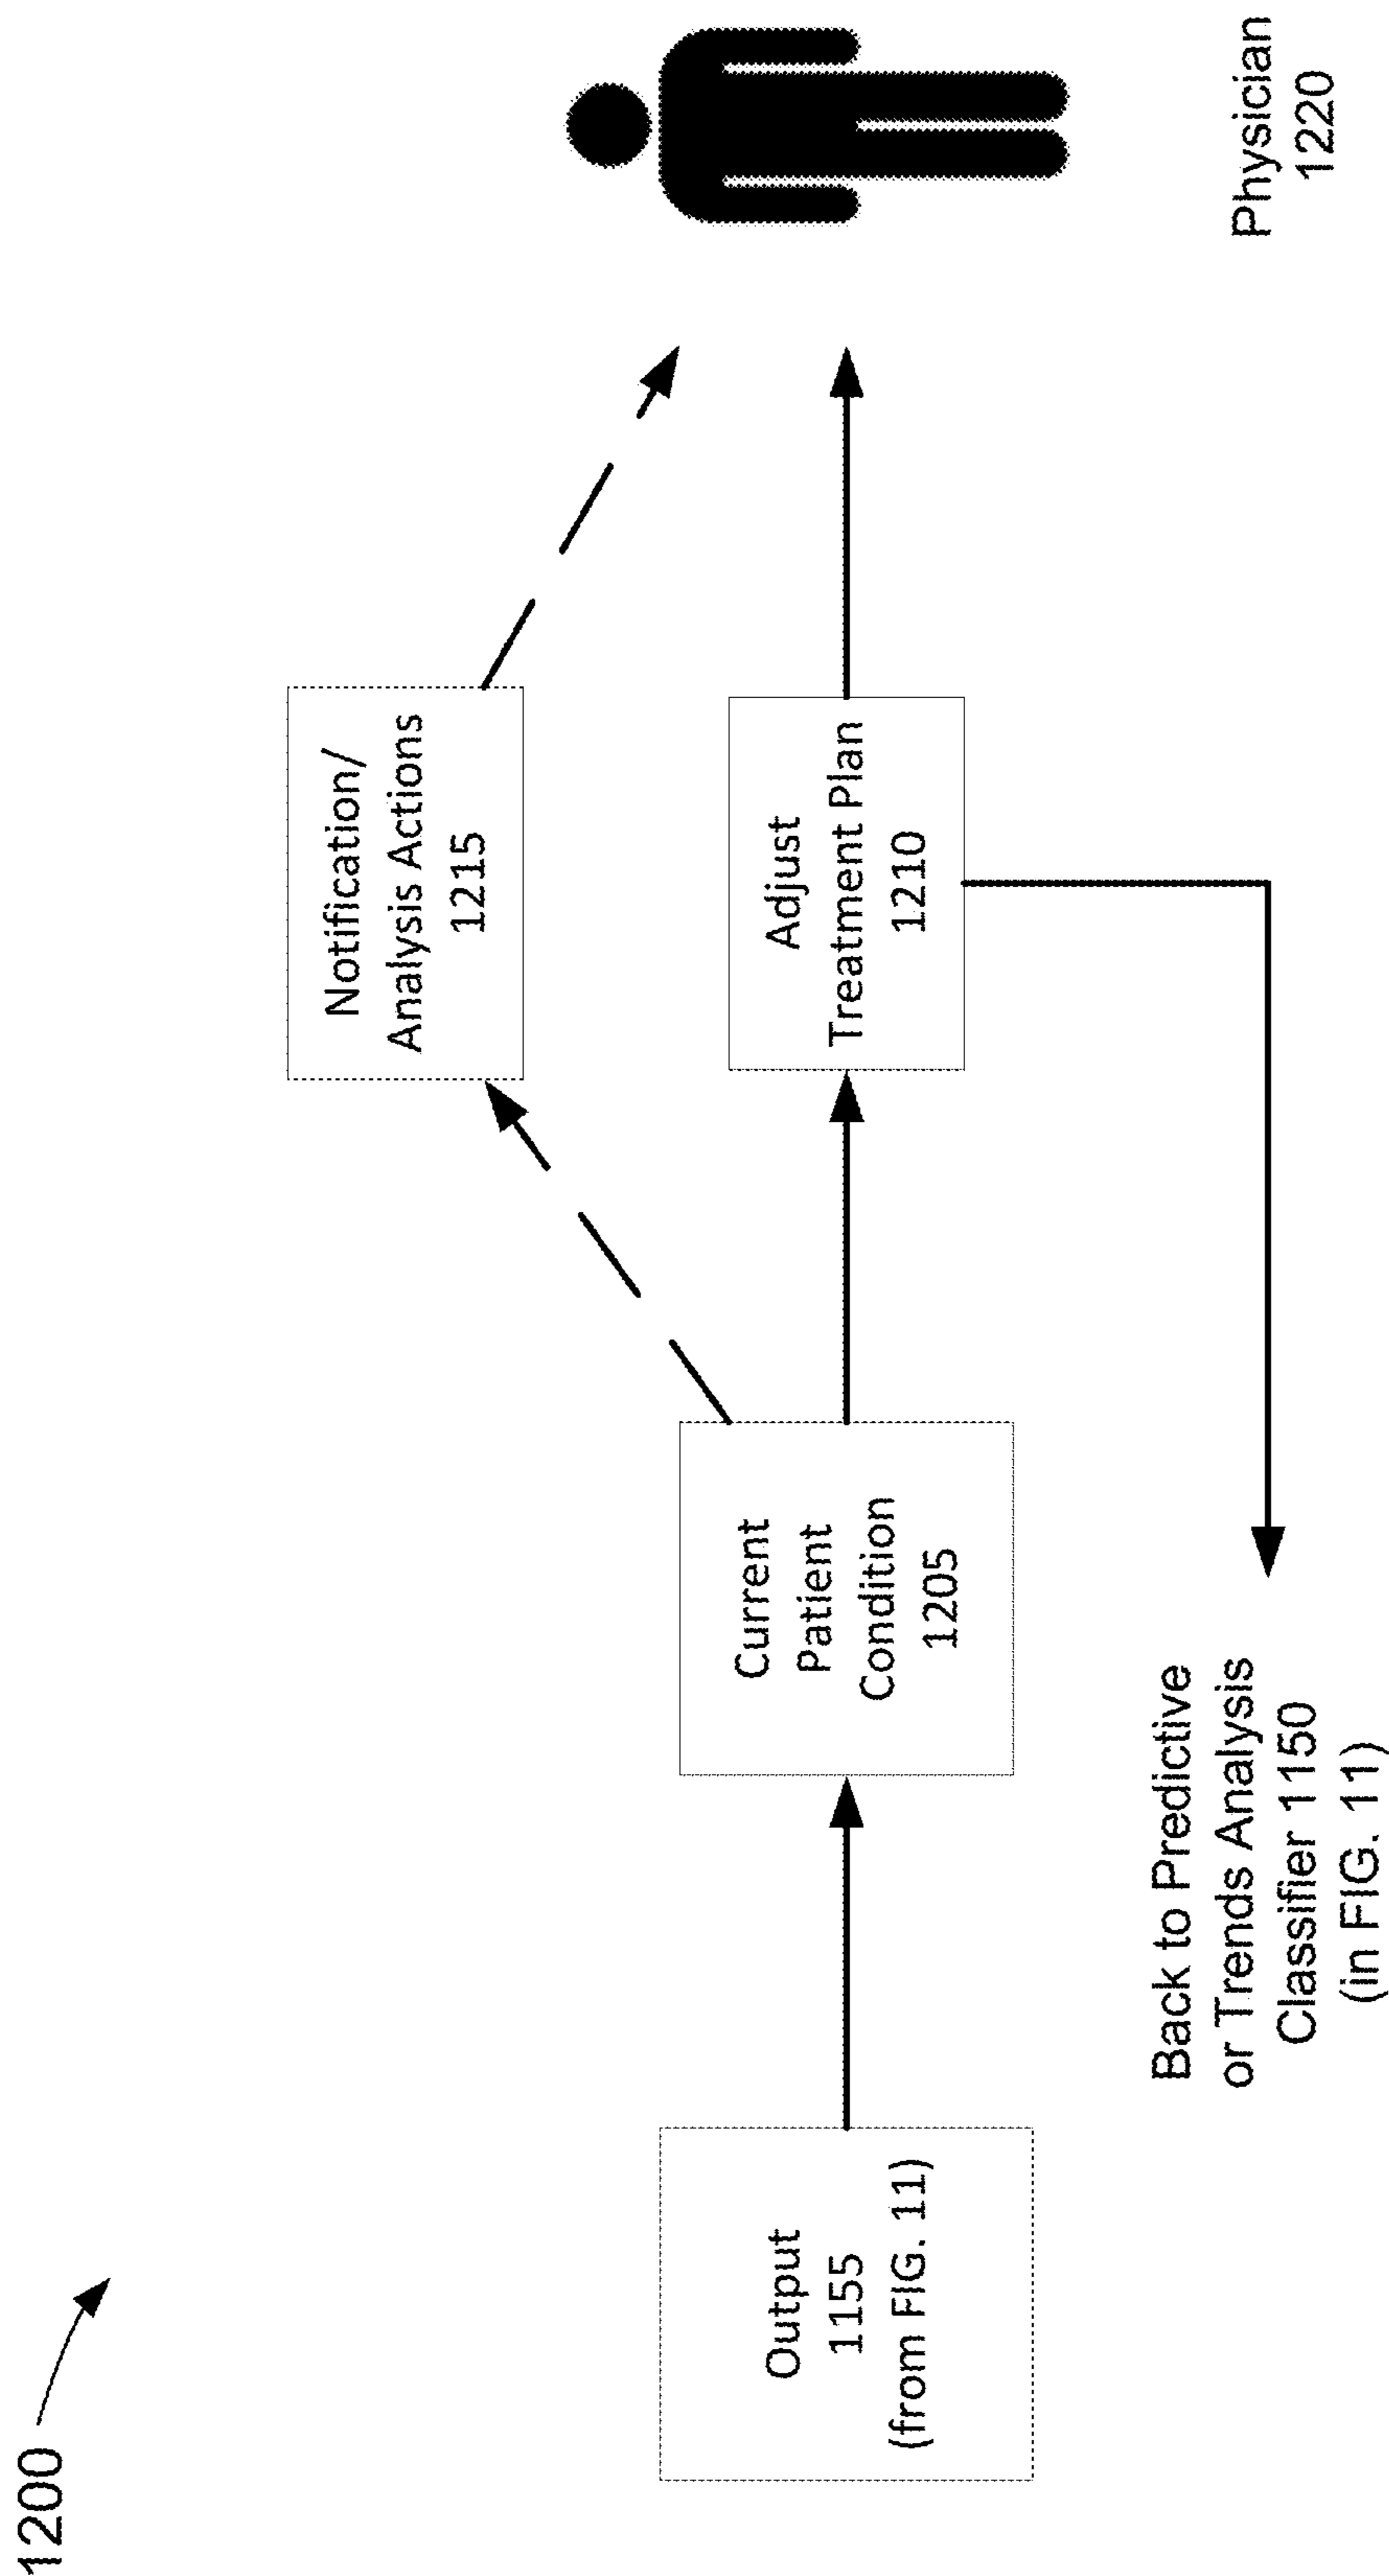 1200
Output
1155
(from FIG. 11)
Current
Patient
Condition
1205
Notification/
Analysis Actions
1215
Adjust
Treatment Plan
1210
Physician
1220
Back to Predictive
or Trends Analysis
Classifier 1150
(in FIG. 11)